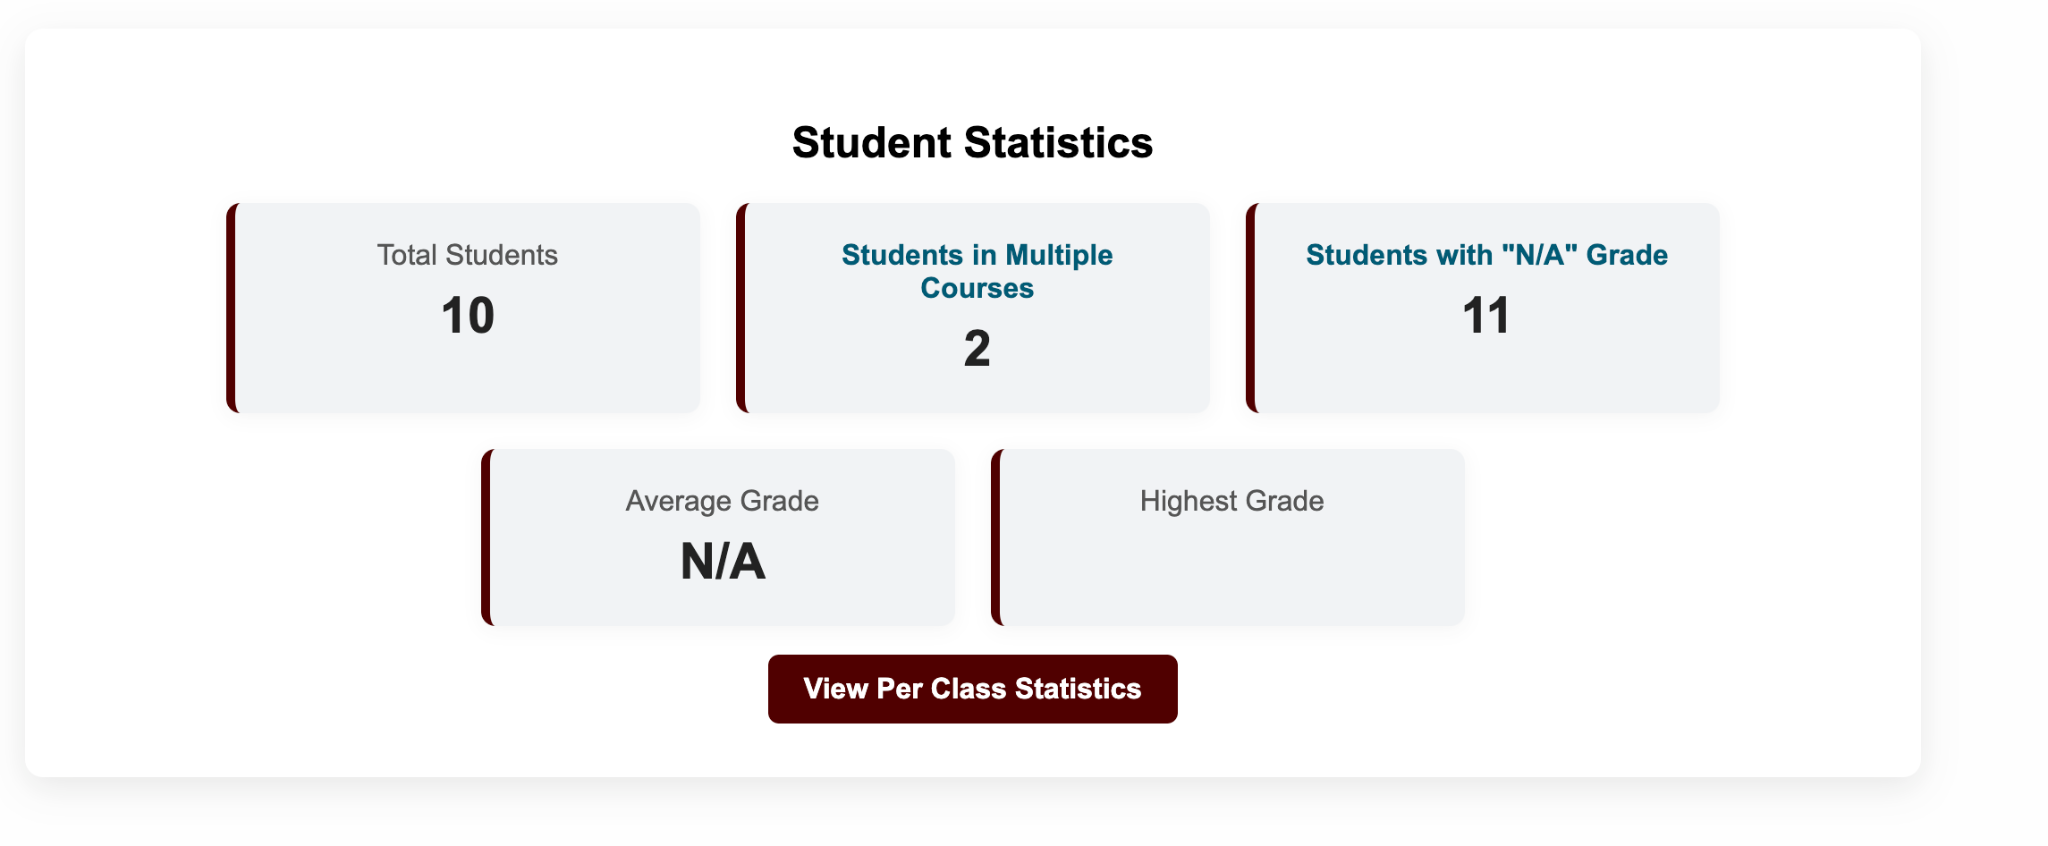 Student Statistics
Total Students
10
Students in Multiple
Courses
2
Students with "N/A" Grade
11
Average Grade
N/A
Highest Grade
View Per Class Statistics